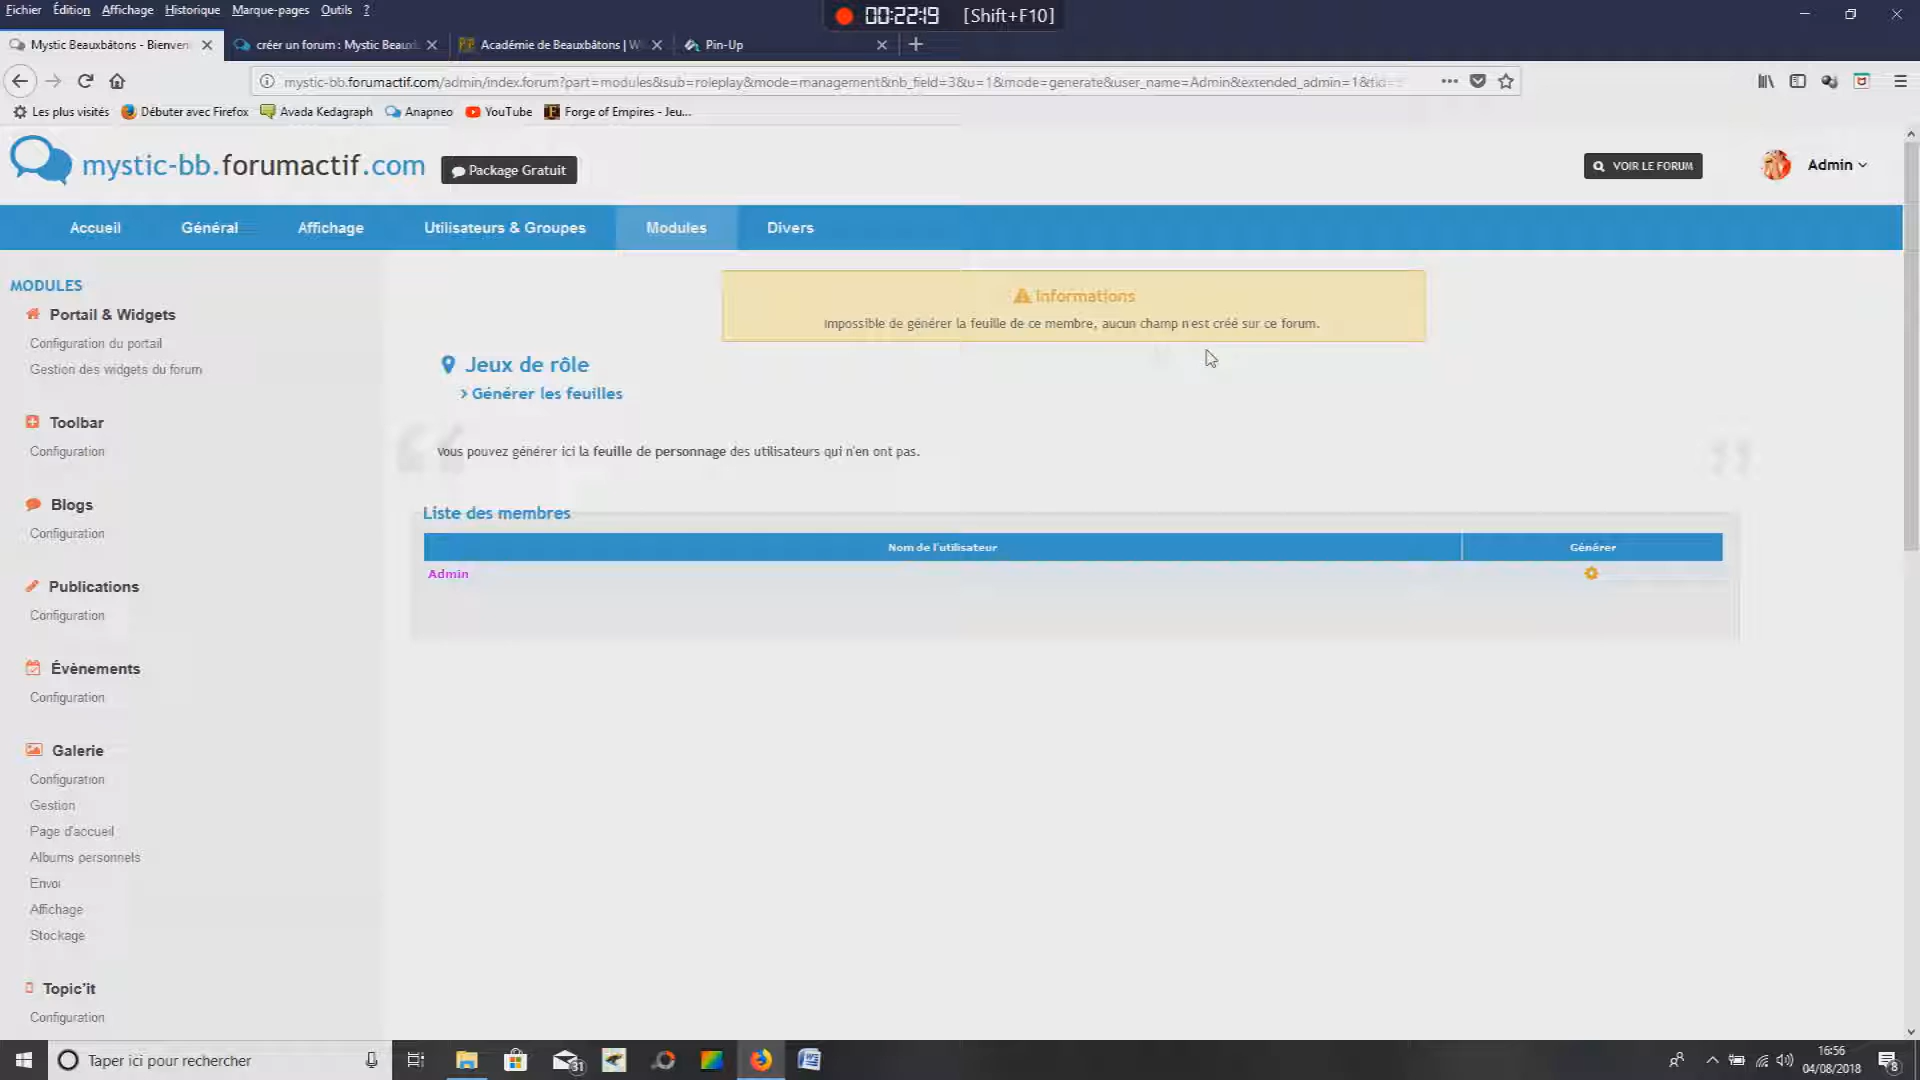 Fichier Édition Affichage Historique Marque-pages Outils ?
00:22:19 [Shift+F10]
Mystic Beauxbâtons - Bienven
créer un forum : Mystic Beaux
Académie de Beauxbâtons | W
Pin-Up
mystic-bb.forumactif.com/admin/index.forum?part=modules&sub=roleplay&mode=management&nb_field=3&u=1&mode=generate&user_name=Admin&extended_admin=1&tid=
Les plus visités Débuter avec Firefox Avada Kedagraph Anapneo YouTube Forge of Empires - Jeu...
mystic-bb.forumactif.com
Package Gratuit
VOIR LE FORUM
Admin
Accueil Général Affichage Utilisateurs & Groupes Modules Divers
MODULES
Portail & Widgets
Configuration du portail
Gestion des widgets du forum
Toolbar
Configuration
Blogs
Configuration
Publications
Configuration
Évènements
Configuration
Galerie
Configuration
Gestion
Page d'accueil
Albums personnels
Envoi
Affichage
Stockage
Topic'it
Configuration
Informations
Impossible de générer la feuille de ce membre, aucun champ n'est créé sur ce forum.
Jeux de rôle
› Générer les feuilles
Vous pouvez générer ici la feuille de personnage des utilisateurs qui n'en ont pas.
Liste des membres
Nom de l'utilisateur Générer
Admin
Taper ici pour rechercher
31
16:56
04/08/2018
8